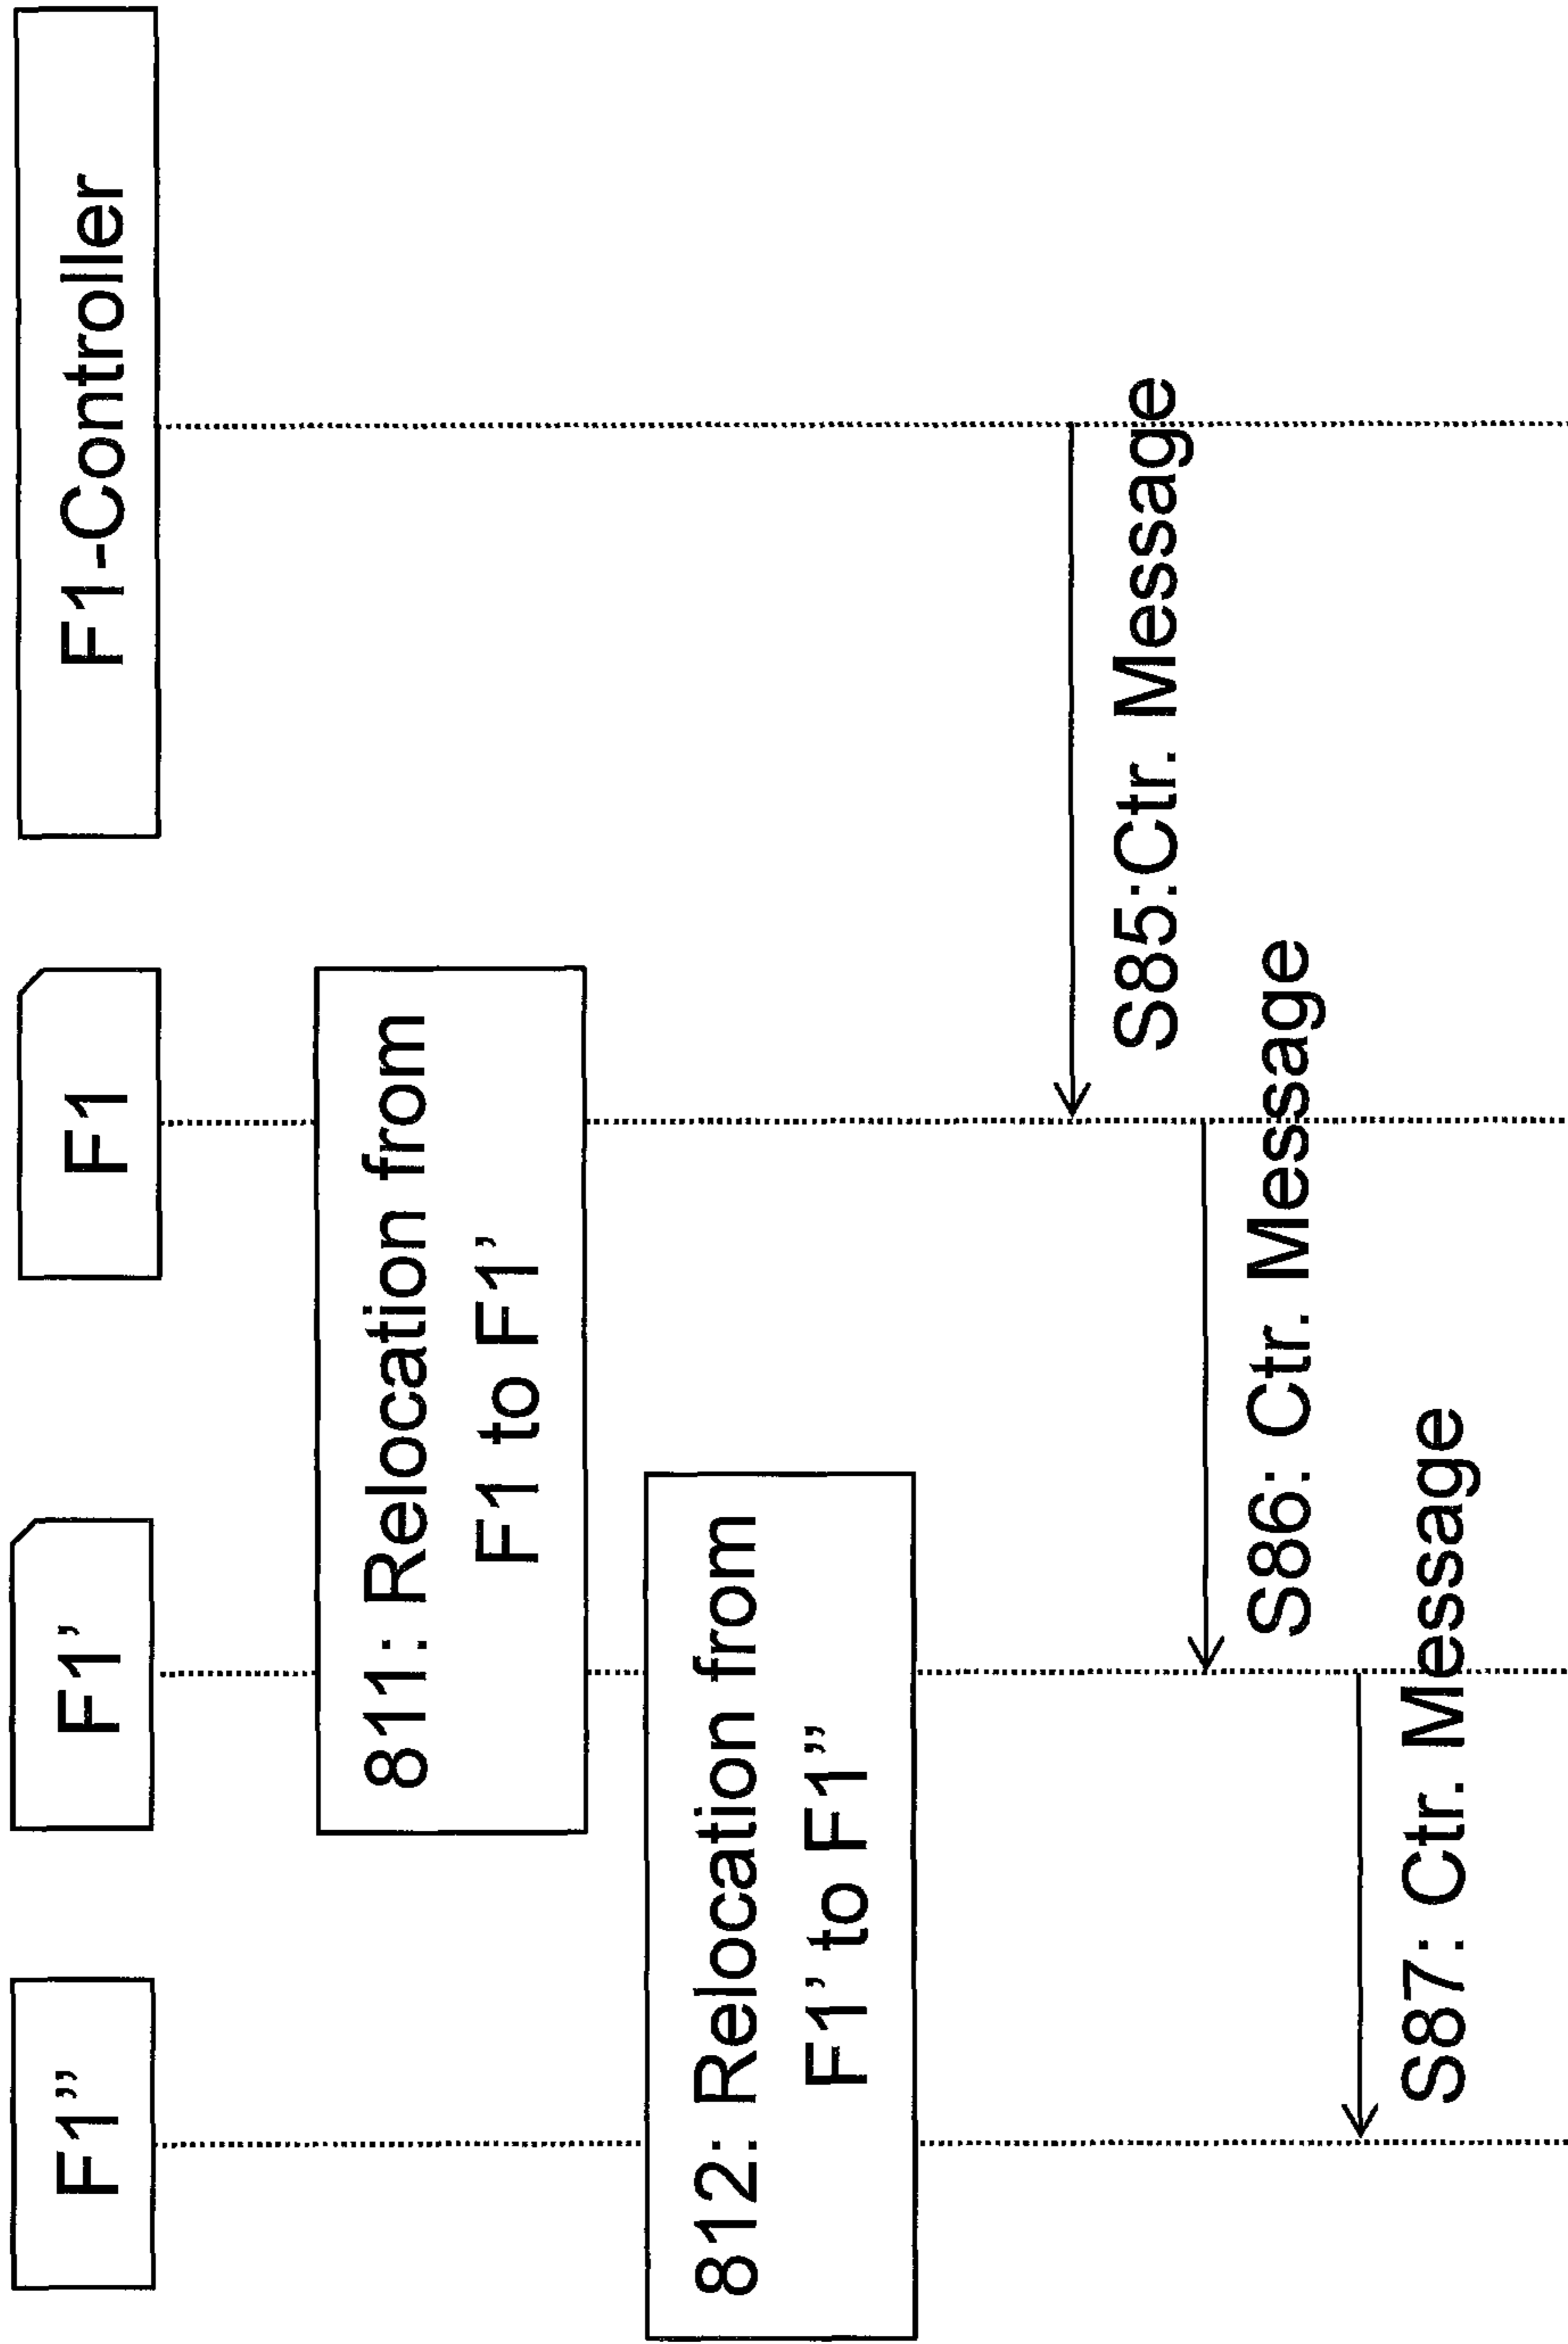 F1”
F1’
F1
F1-Controller
811: Relocation from
F1 to F1’
812: Relocation from
F1’ to F1”
S85:Ctr. Message
S86: Ctr. Message
S87: Ctr. Message